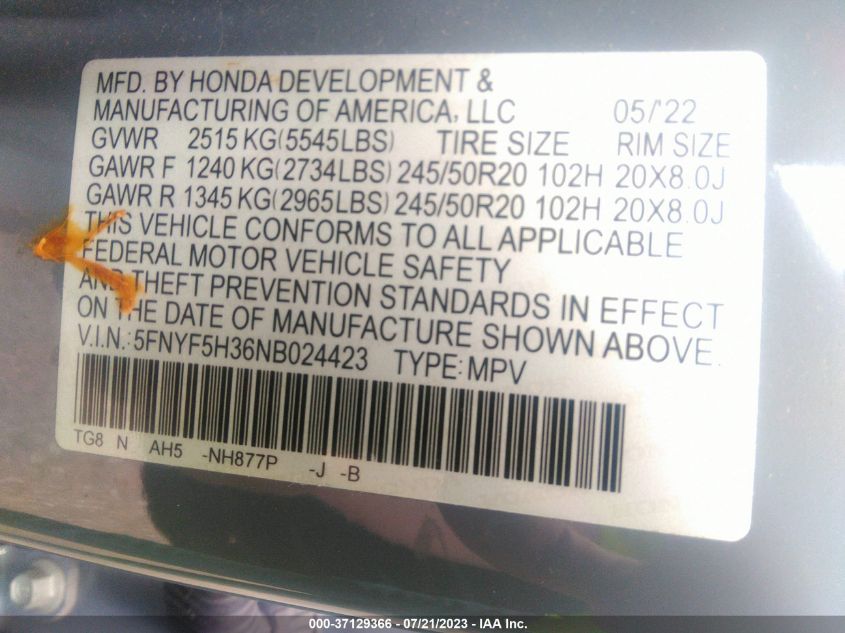 MFD. BY HONDA DEVELOPMENT &
MANUFACTURING OF AMERICA, LLC 05/'22
GVWR 2515 KG(5545LBS) TIRE SIZE RIM SIZE
GAWR F 1240 KG(2734LBS) 245/50R20 102H 20X8.0J
GAWR R 1345 KG(2965LBS) 245/50R20 102H 20X8.0J
THIS VEHICLE CONFORMS TO ALL APPLICABLE
FEDERAL MOTOR VEHICLE SAFETY
AND THEFT PREVENTION STANDARDS IN EFFECT
ON THE DATE OF MANUFACTURE SHOWN ABOVE.
V.I.N.: 5FNYF5H36NB024423 TYPE: MPV
TG8 N AH5 -NH877P -J -B
000-37129366 - 07/21/2023 - IAA Inc.